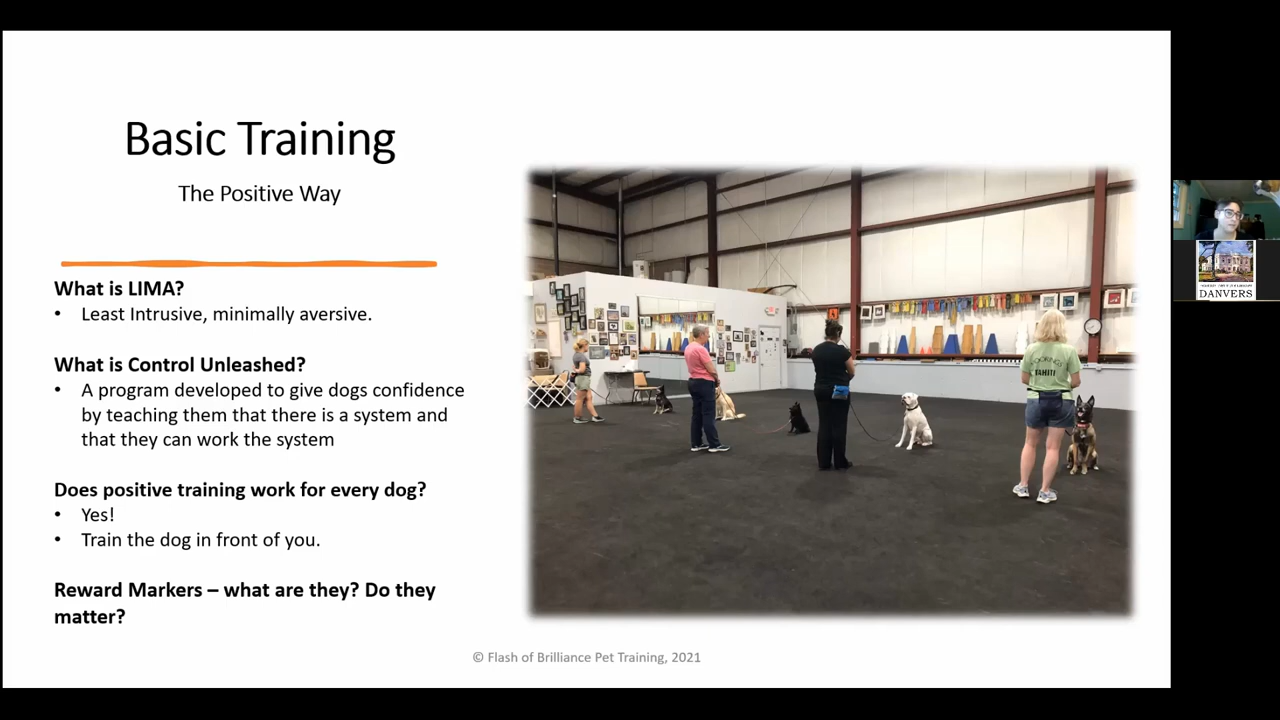 Basic Training
The Positive Way
What is LIMA?
• Least Intrusive, minimally aversive.
What is Control Unleashed?
• A program developed to give dogs confidence
by teaching them that there is a system and
that they can work the system
Does positive training work for every dog?
• Yes!
• Train the dog in front of you.
Reward Markers – what are they? Do they
matter?
© Flash of Brilliance Pet Training, 2021
TAHITI
DANVERS